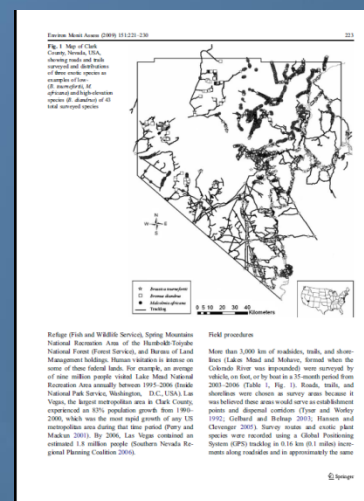 Environ Monit Assess (2009) 151:221–230
223
Fig. 1 Map of Clark
County, Nevada, USA,
showing roads and trails
surveyed and distributions
of three exotic species as
examples of low-
(B. tournefortii, M.
africana) and high-elevation
species (B. diandrus) of 43
total surveyed species
N
W
E
S
Brassica tournefortii
Bromus diandrus
Malcolmia africana
Tracklog
0 5 10 20 30 40
Kilometers
Refuge (Fish and Wildlife Service), Spring Mountains
National Recreation Area of the Humboldt-Toiyabe
National Forest (Forest Service), and Bureau of Land
Management holdings. Human visitation is intense on
some of these federal lands. For example, an average
of nine million people visited Lake Mead National
Recreation Area annually between 1995–2006 (Inside
National Park Service, Washington, D.C., USA). Las
Vegas, the largest metropolitan area in Clark County,
experienced an 83% population growth from 1990–
2000, which was the most rapid growth of any US
metropolitan area during that time period (Perry and
Mackun 2001). By 2006, Las Vegas contained an
estimated 1.8 million people (Southern Nevada Re-
gional Planning Coalition 2006).
Field procedures
More than 3,000 km of roadsides, trails, and shore-
lines (Lakes Mead and Mohave, formed when the
Colorado River was impounded) were surveyed by
vehicle, on foot, or by boat in a 35-month period from
2003–2006 (Table 1, Fig. 1). Roads, trails, and
shorelines were chosen as survey areas because it
was believed these areas would serve as establishment
points and dispersal corridors (Tyser and Worley
1992; Gelbard and Belnap 2003; Hansen and
Clevenger 2005). Survey routes and exotic plant
species were recorded using a Global Positioning
System (GPS) tracklog in 0.16 km (0.1 miles) incre-
ments along roadsides and in approximately the same
Springer